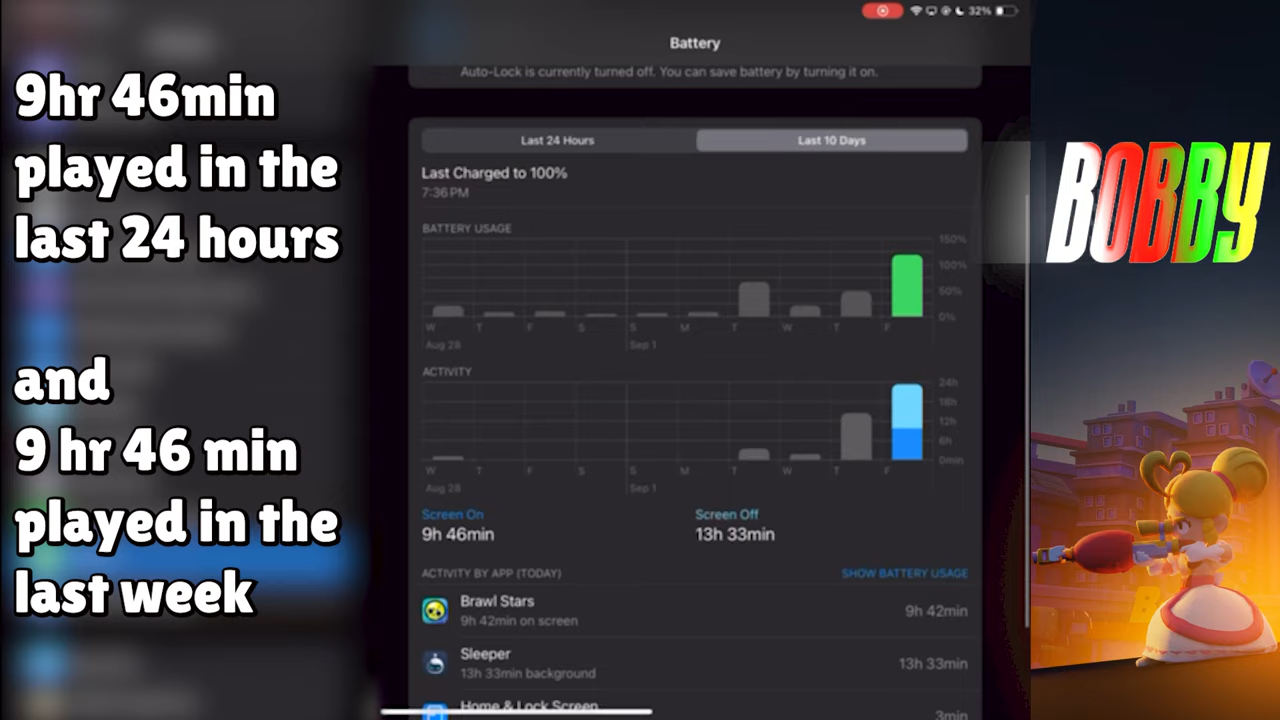 9hr 46min
played in the
last 24 hours
and
9 hr 46 min
played in the
last week
32%
Battery
Auto-Lock is currently turned off. You can save battery by turning it on.
Last 24 Hours
Last 10 Days
Last Charged to 100%
7:36 PM
BATTERY USAGE
150%
100%
50%
0%
W T F S S M T W T F
Aug 28 Sep 1
ACTIVITY
24h
18h
12h
6h
0min
W T F S S M T W T F
Aug 28 Sep 1
Screen On
9h 46min
Screen Off
13h 33min
ACTIVITY BY APP (TODAY)
SHOW BATTERY USAGE
Brawl Stars
9h 42min on screen
9h 42min
Sleeper
13h 33min background
13h 33min
Home & Lock Screen
3min
BOBBY